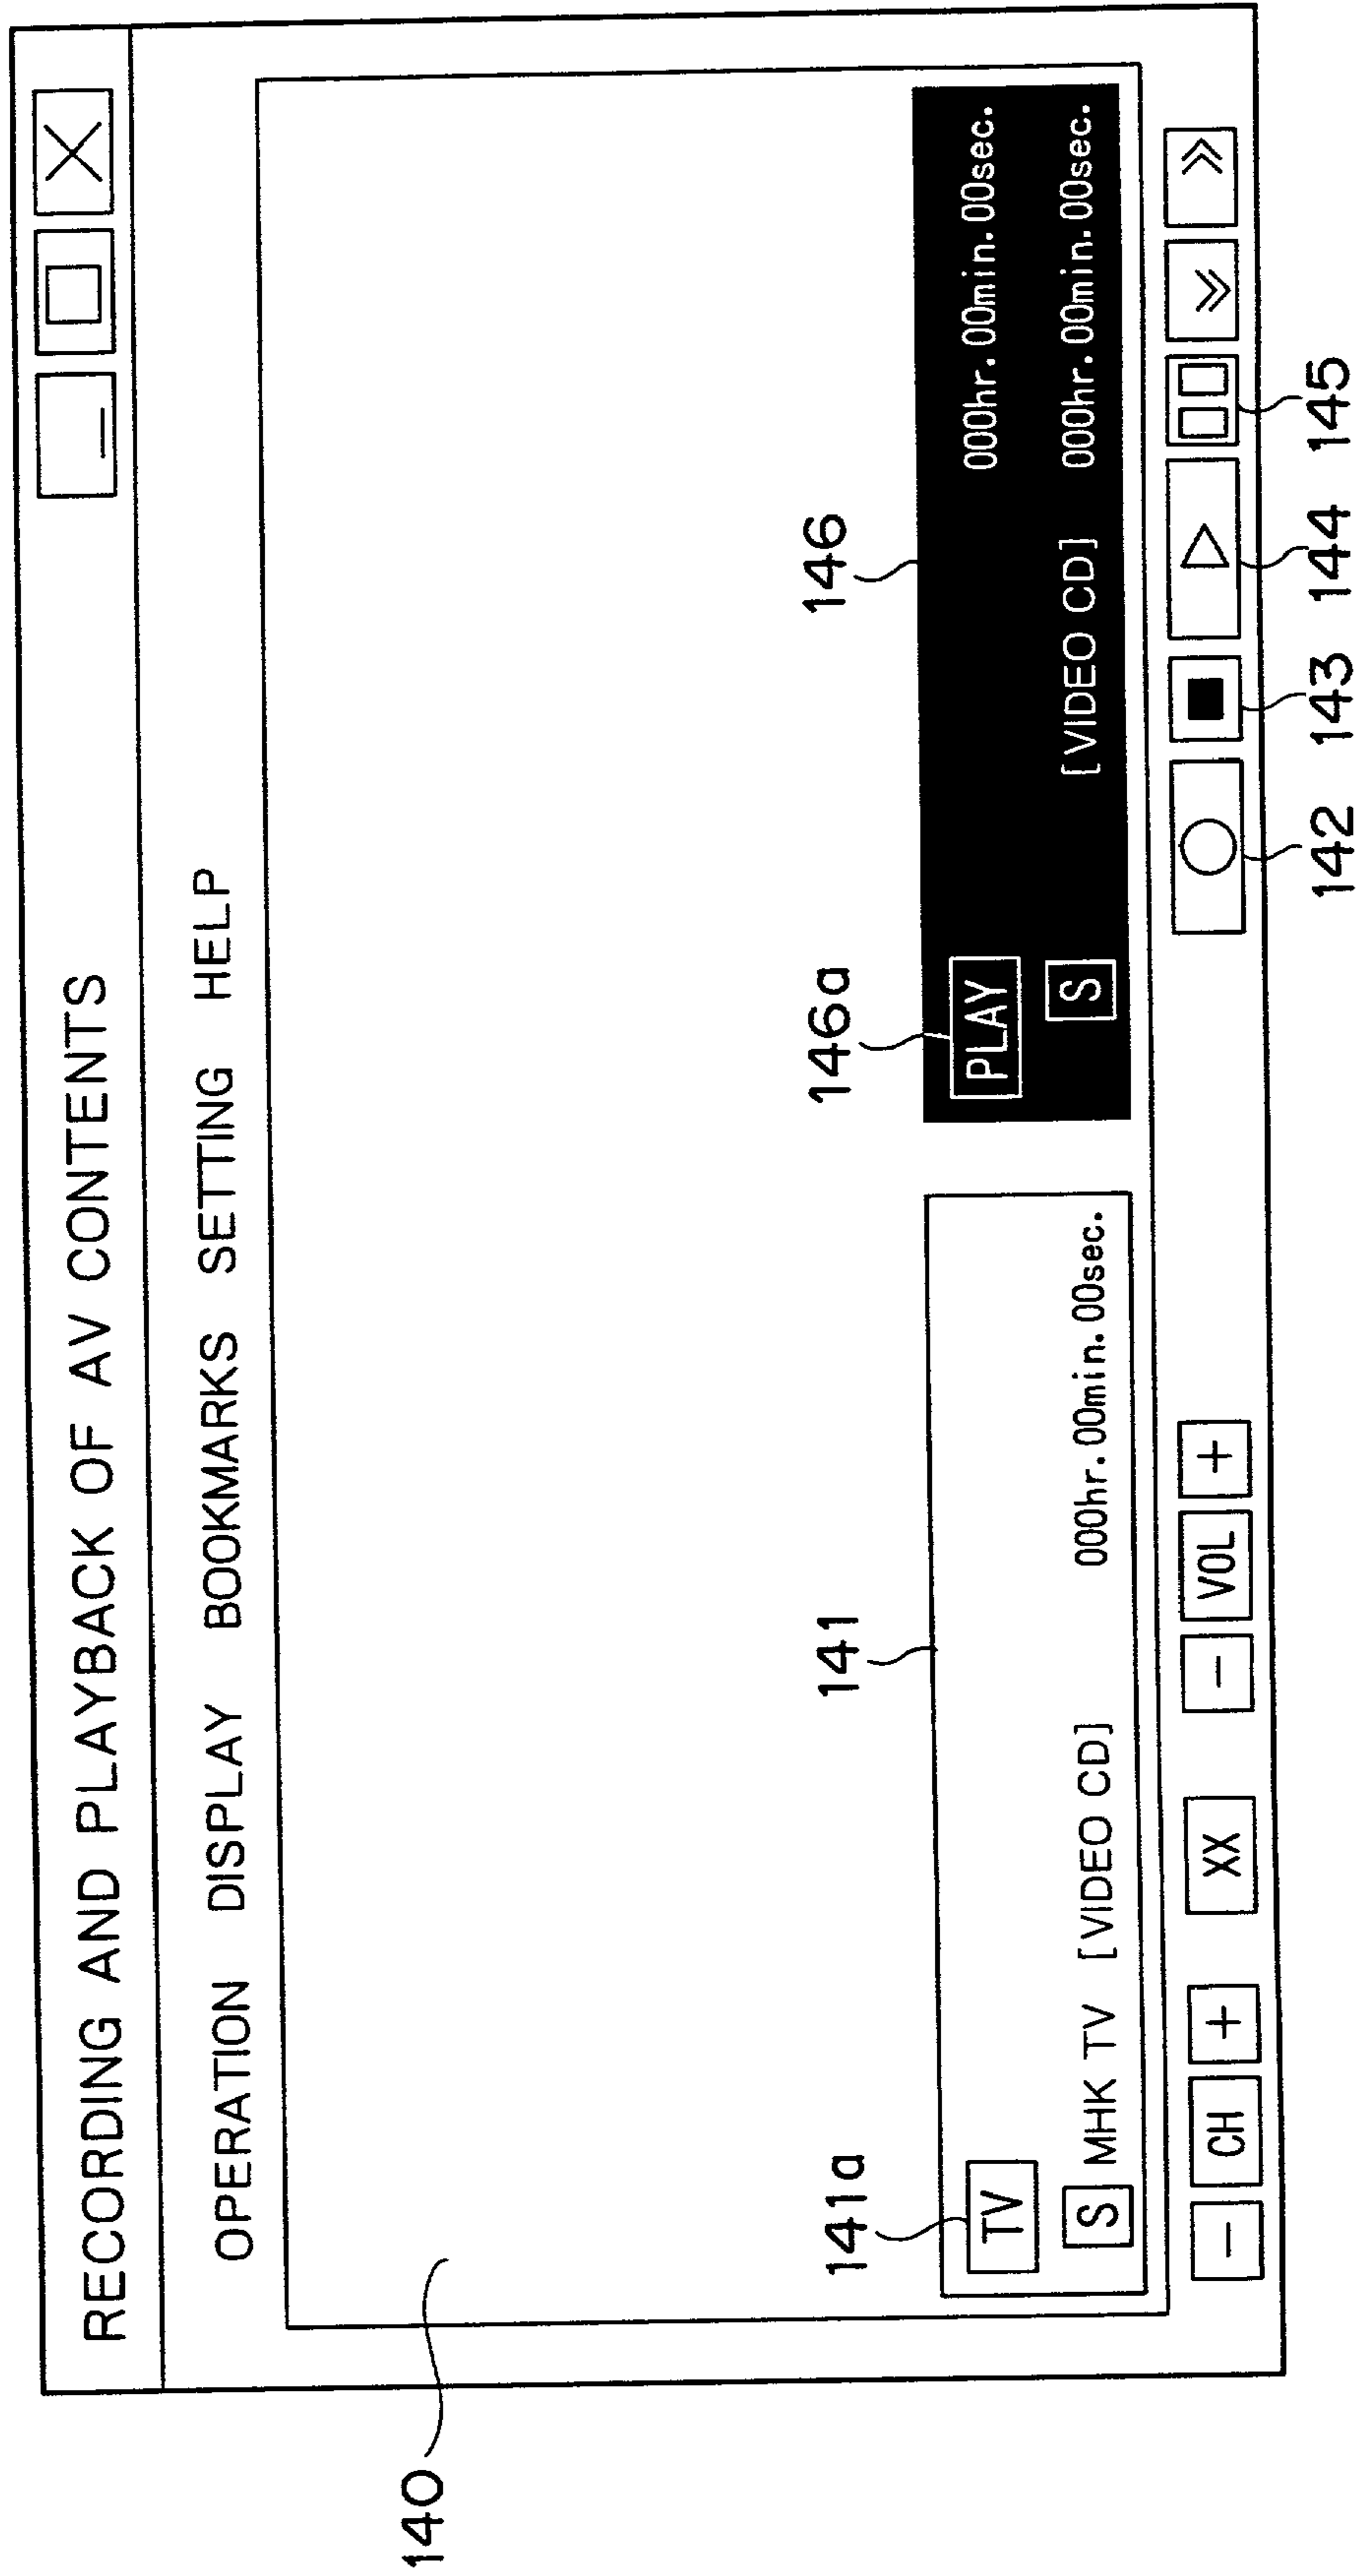 RECORDING AND PLAYBACK OF AV CONTENTS
OPERATION DISPLAY BOOKMARKS SETTING HELP
140
141a 141 146a 146
TV PLAY 000hr.00min.00sec.
S MHK TV [VIDEO CD] 000hr.00min.00sec. S [VIDEO CD] 000hr.00min.00sec.
− CH + XX − VOL +
142 143 144 145